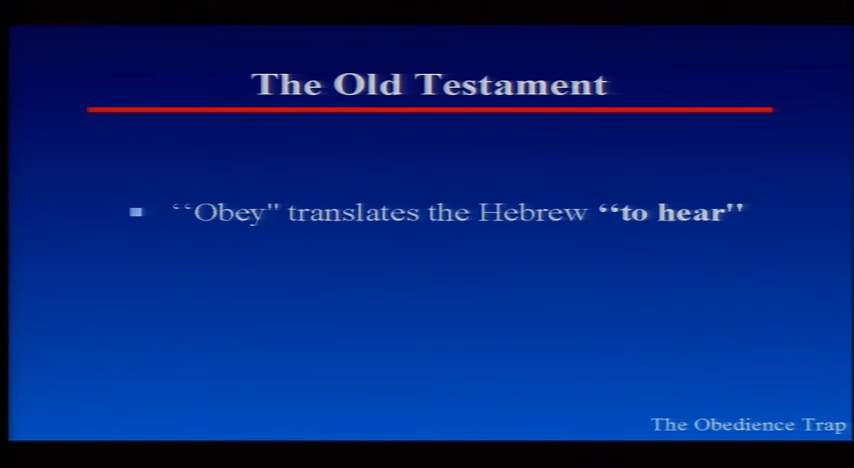 The Old Testament
▪ ‘‘Obey" translates the Hebrew “to hear"
The Obedience Trap